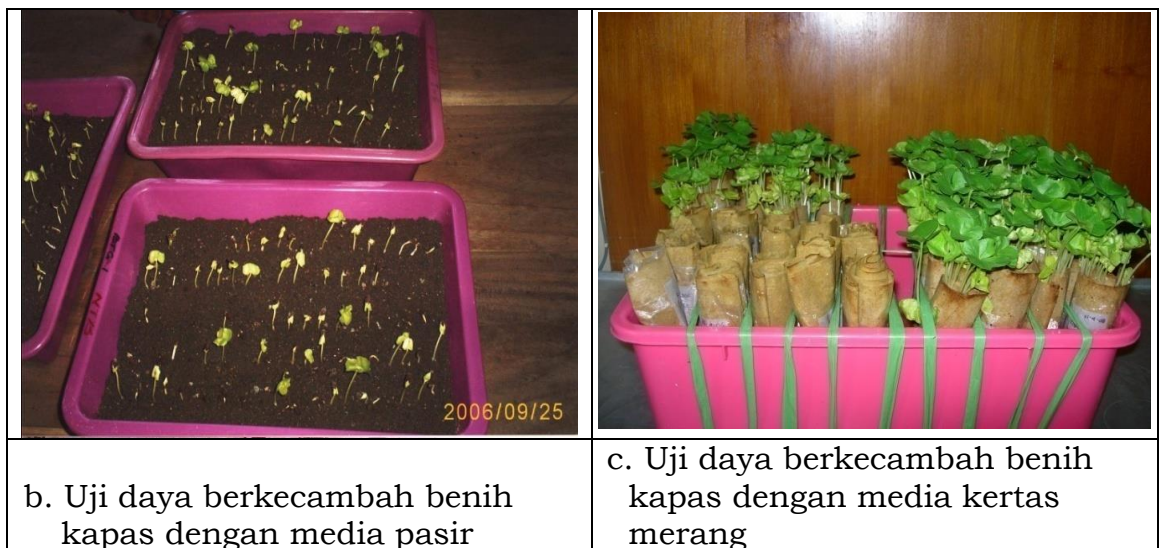 2006/09/25
b. Uji daya berkecambah benih
kapas dengan media pasir
c. Uji daya berkecambah benih
kapas dengan media kertas
merang